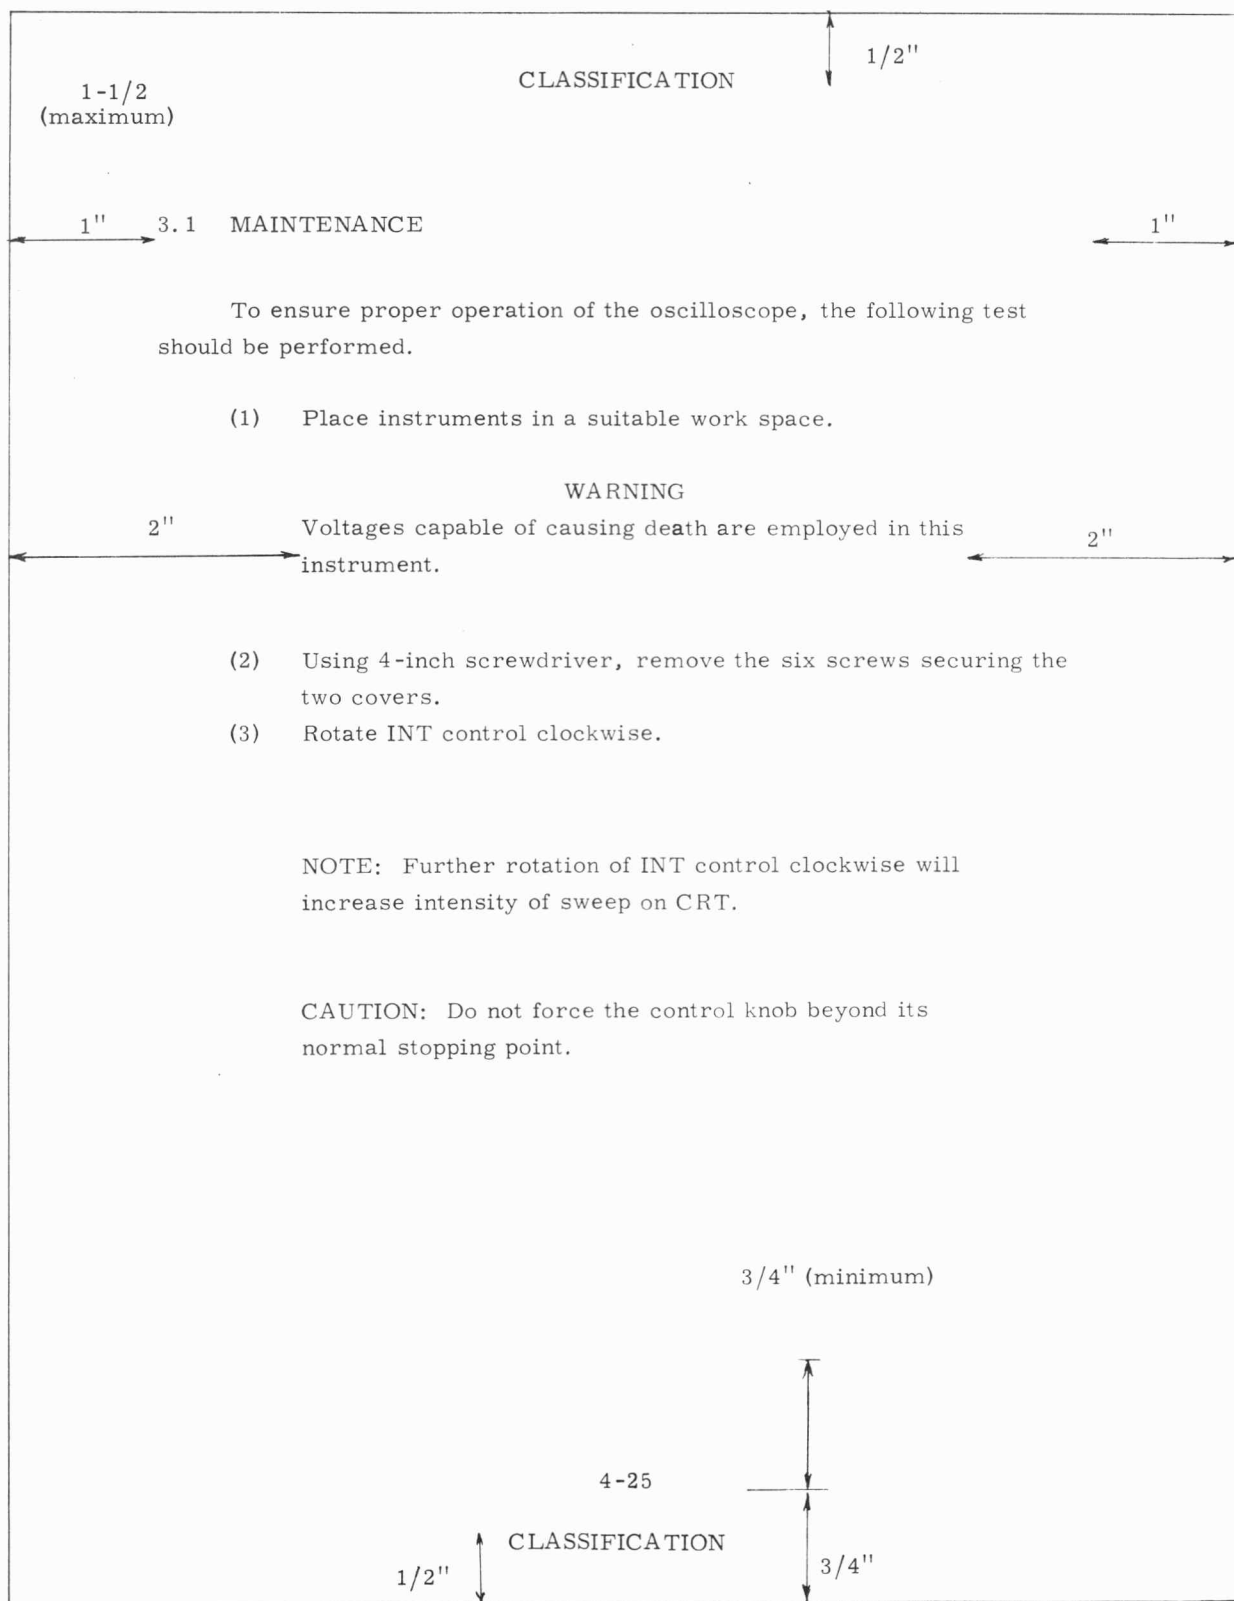 1/2"
CLASSIFICATION
1-1/2
(maximum)
1" 3.1 MAINTENANCE 1"
To ensure proper operation of the oscilloscope, the following test
should be performed.
(1) Place instruments in a suitable work space.
WARNING
2" Voltages capable of causing death are employed in this 2"
instrument.
(2) Using 4-inch screwdriver, remove the six screws securing the
two covers.
(3) Rotate INT control clockwise.
NOTE: Further rotation of INT control clockwise will
increase intensity of sweep on CRT.
CAUTION: Do not force the control knob beyond its
normal stopping point.
3/4" (minimum)
4-25
CLASSIFICATION
1/2" 3/4"